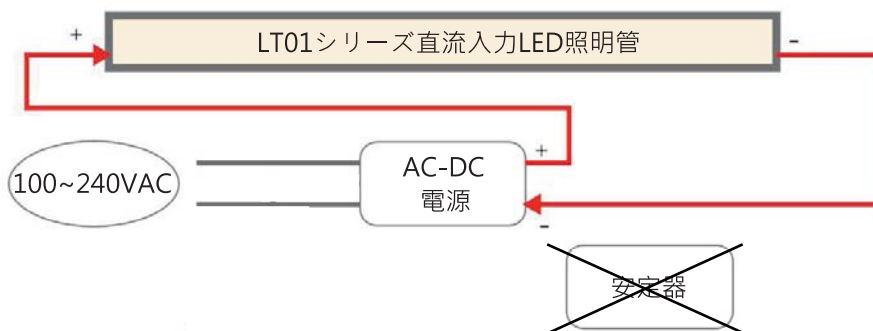 +
LT01シリーズ直流入力LED照明管
-
100~240VAC
AC-DC
電源
+
-
安定器